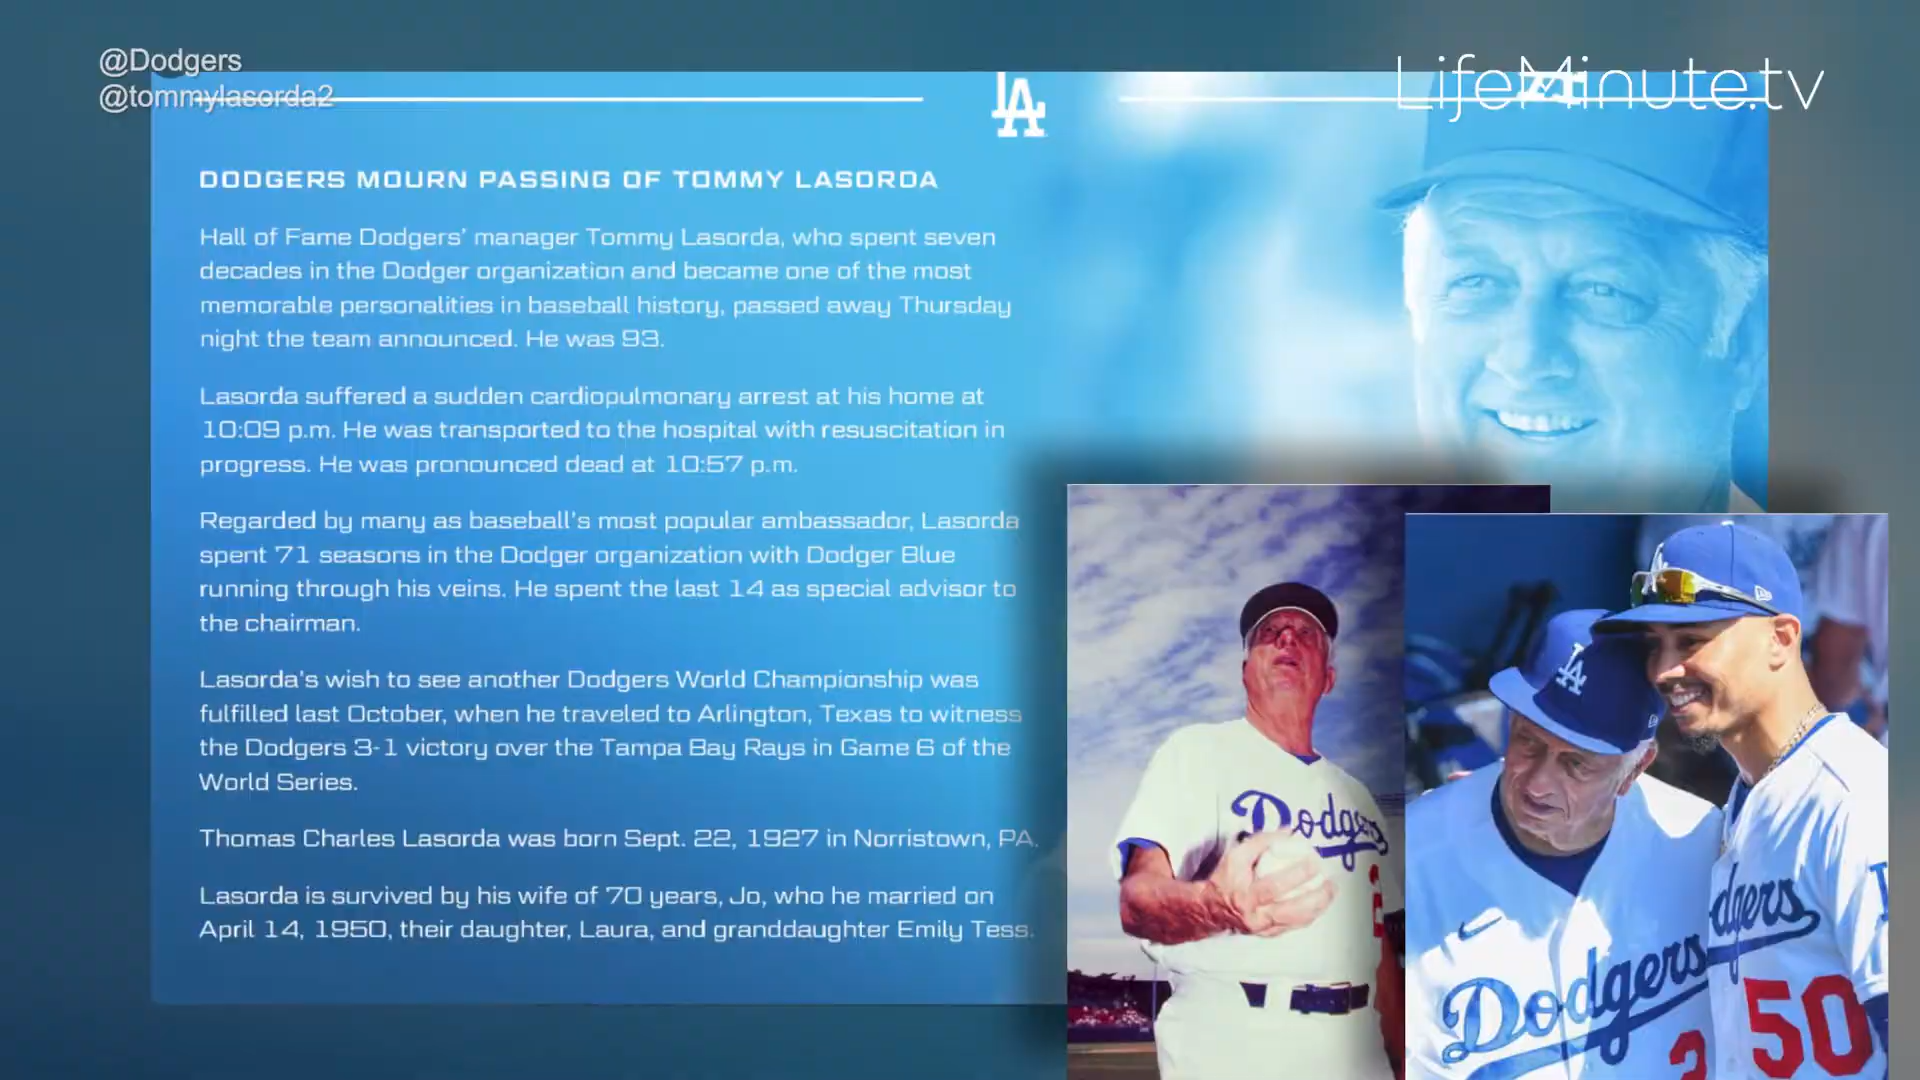 @Dodgers
@tommylasorda2
LifeMinute.tv
LA
DODGERS MOURN PASSING OF TOMMY LASORDA
Hall of Fame Dodgers' manager Tommy Lasorda, who spent seven
decades in the Dodger organization and became one of the most
memorable personalities in baseball history, passed away Thursday
night the team announced. He was 93.
Lasorda suffered a sudden cardiopulmonary arrest at his home at
10:09 p.m. He was transported to the hospital with resuscitation in
progress. He was pronounced dead at 10:57 p.m.
Regarded by many as baseball's most popular ambassador, Lasorda
spent 71 seasons in the Dodger organization with Dodger Blue
running through his veins. He spent the last 14 as special advisor to
the chairman.
Lasorda's wish to see another Dodgers World Championship was
fulfilled last October, when he traveled to Arlington, Texas to witness
the Dodgers 3-1 victory over the Tampa Bay Rays in Game 6 of the
World Series.
Thomas Charles Lasorda was born Sept. 22, 1927 in Norristown, PA.
Lasorda is survived by his wife of 70 years, Jo, who he married on
April 14, 1950, their daughter, Laura, and granddaughter Emily Tess.
Dodgers
LA
Dodgers
dgers
50